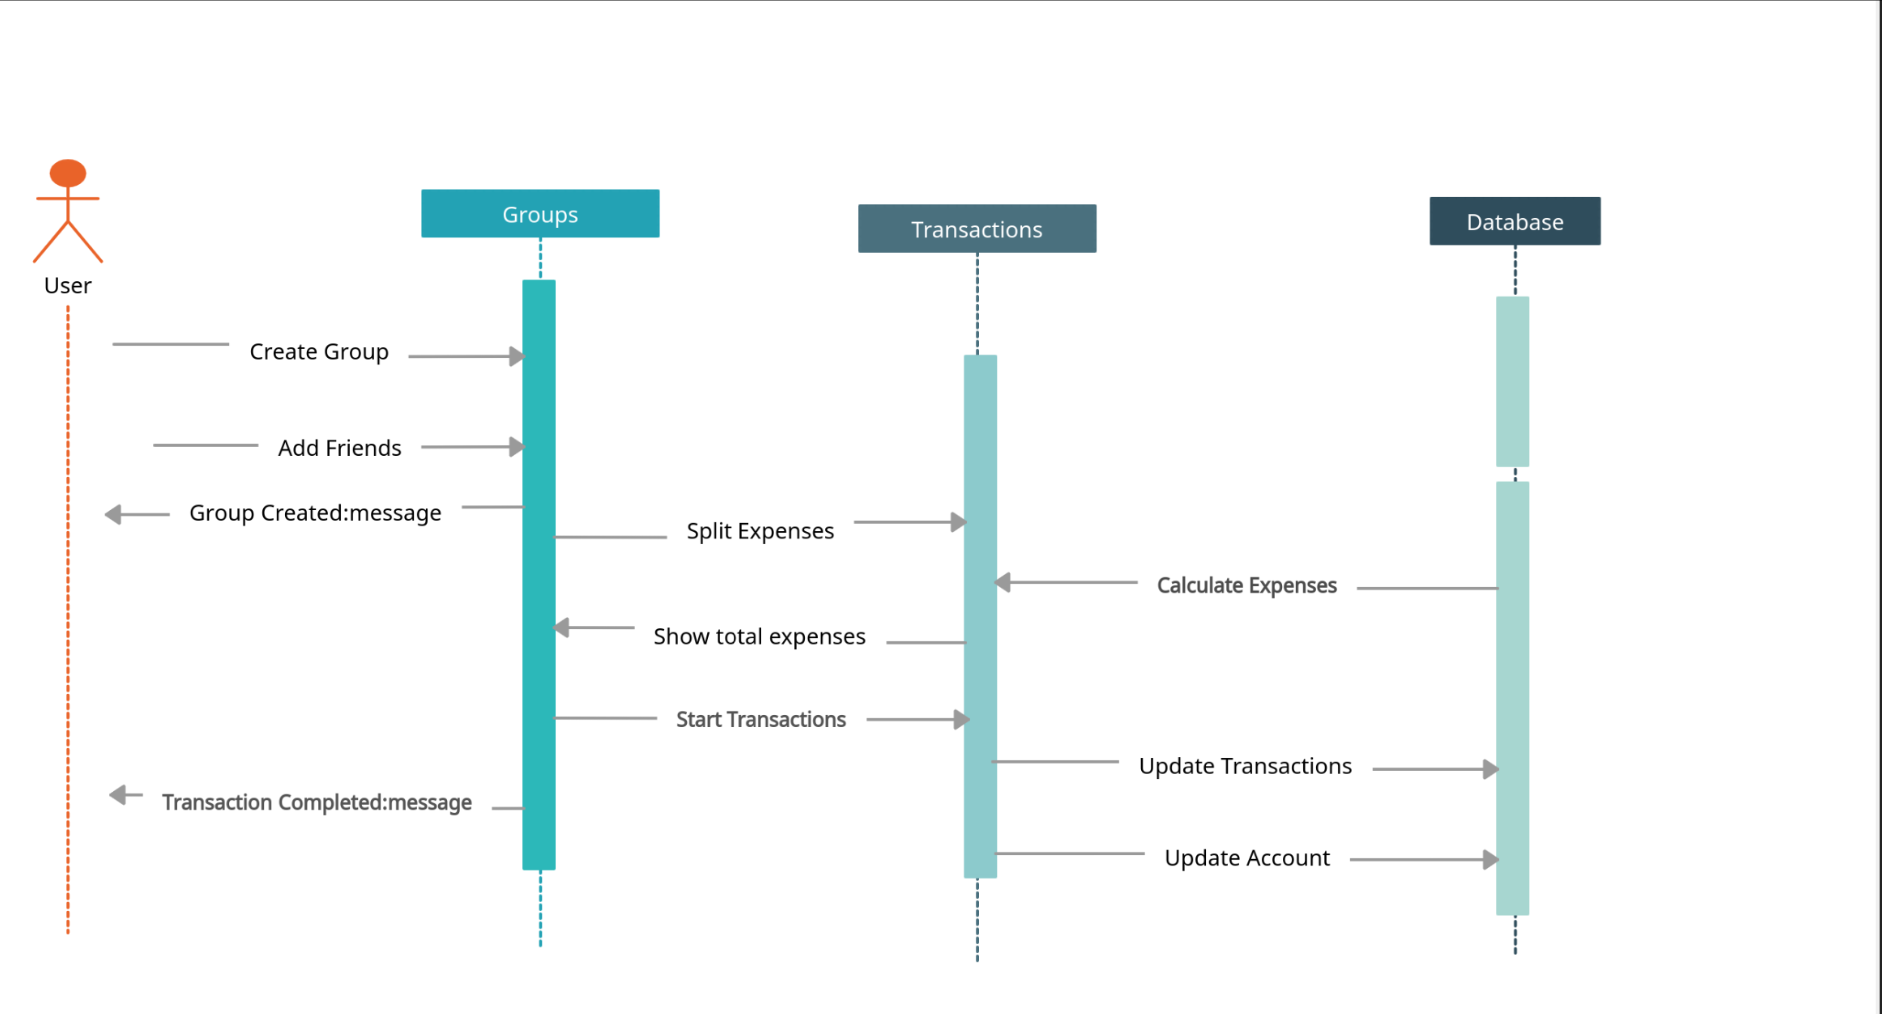 Groups
Transactions
Database
User
Create Group
Add Friends
Group Created:message
Split Expenses
Calculate Expenses
Show total expenses
Start Transactions
Update Transactions
Transaction Completed:message
Update Account